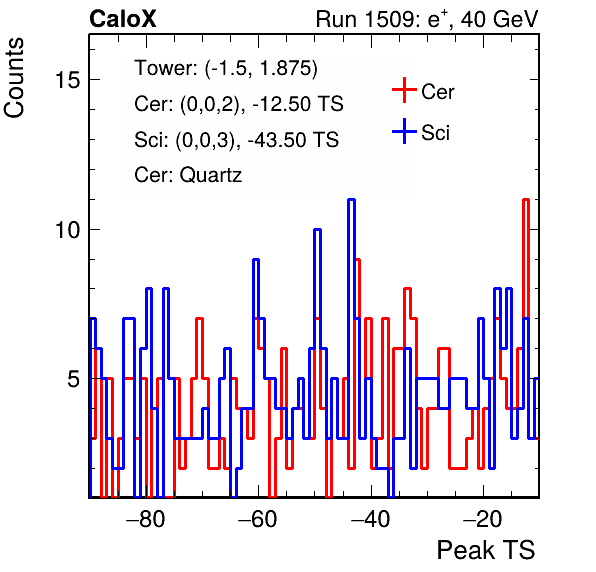 CaloX Run 1509: e⁺, 40 GeV
Counts
Tower: (-1.5, 1.875)
Cer: (0,0,2), -12.50 TS
Sci: (0,0,3), -43.50 TS
Cer: Quartz
Cer
Sci
15
10
5
−80 −60 −40 −20
Peak TS